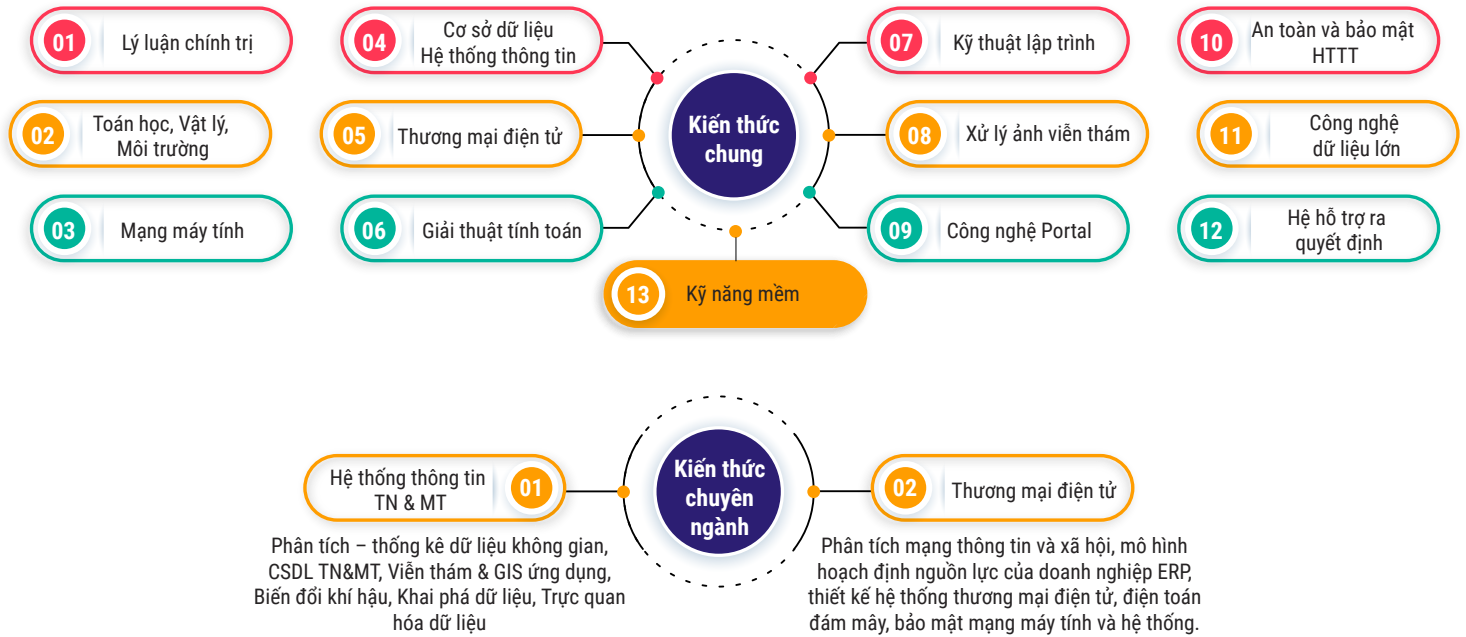 01
Lý luận chính trị
04
Cơ sở dữ liệu
Hệ thống thông tin
07
Kỹ thuật lập trình
10
An toàn và bảo mật
HTTT
02
Toán học, Vật lý,
Môi trường
05
Thương mại điện tử
Kiến thức
chung
08
Xử lý ảnh viễn thám
11
Công nghệ
dữ liệu lớn
03
Mạng máy tính
06
Giải thuật tính toán
09
Công nghệ Portal
12
Hệ hỗ trợ ra
quyết định
13
Kỹ năng mềm
Hệ thống thông tin
TN & MT
01
Kiến thức
chuyên
ngành
02
Thương mại điện tử
Phân tích – thống kê dữ liệu không gian,
CSDL TN&MT, Viễn thám & GIS ứng dụng,
Biến đổi khí hậu, Khai phá dữ liệu, Trực quan
hóa dữ liệu
Phân tích mạng thông tin và xã hội, mô hình
hoạch định nguồn lực của doanh nghiệp ERP,
thiết kế hệ thống thương mại điện tử, điện toán
đám mây, bảo mật mạng máy tính và hệ thống.